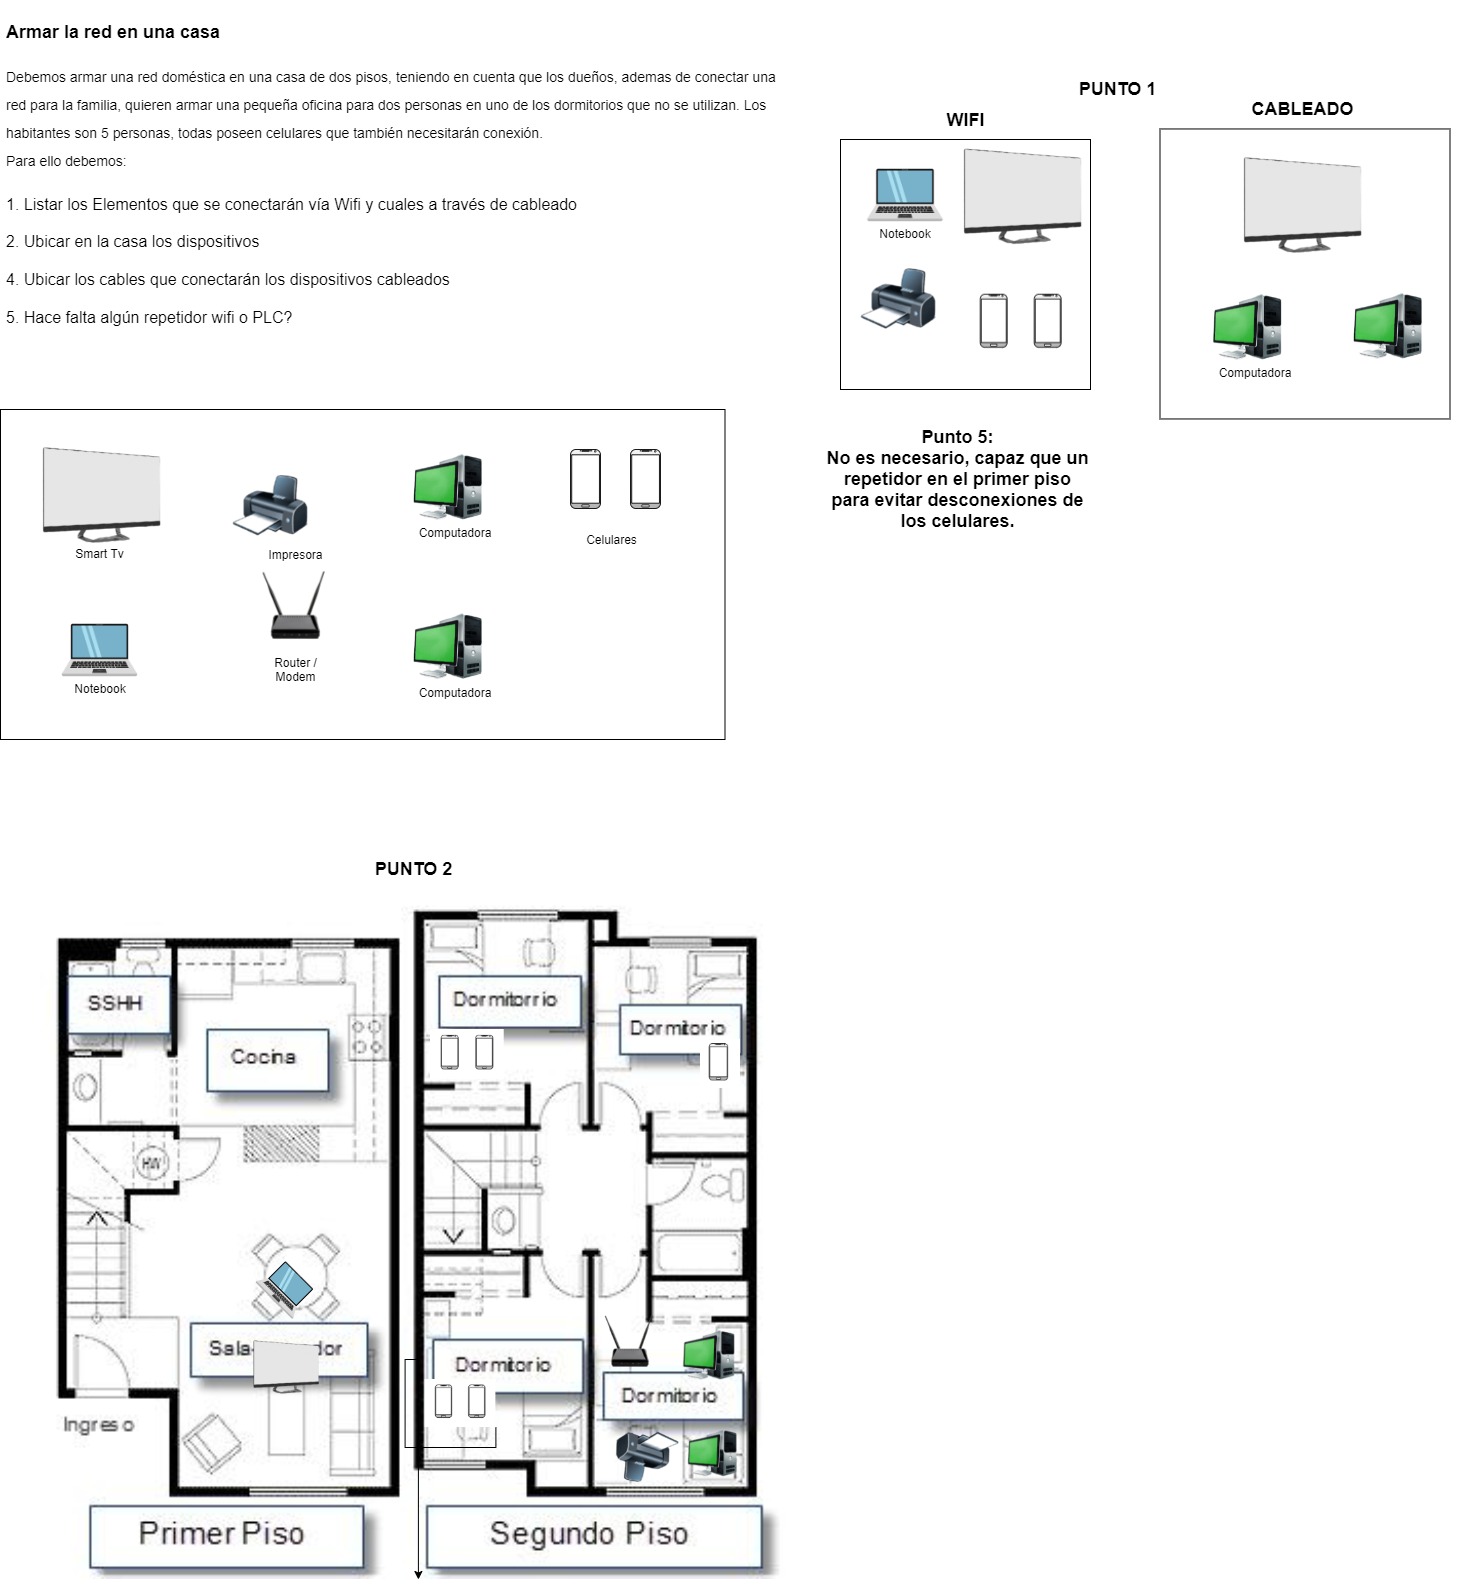 Armar la red en una casa
Debemos armar una red doméstica en una casa de dos pisos, teniendo en cuenta que los dueños, ademas de conectar una
red para la familia, quieren armar una pequeña oficina para dos personas en uno de los dormitorios que no se utilizan. Los
habitantes son 5 personas, todas poseen celulares que también necesitarán conexión.
Para ello debemos:
1. Listar los Elementos que se conectarán vía Wifi y cuales a través de cableado
2. Ubicar en la casa los dispositivos
4. Ubicar los cables que conectarán los dispositivos cableados
5. Hace falta algún repetidor wifi o PLC?
PUNTO 1
WIFI
CABLEADO
Notebook
Computadora
Punto 5:
No es necesario, capaz que un
repetidor en el primer piso
para evitar desconexiones de
los celulares.
Smart Tv
Impresora
Computadora
Celulares
Notebook
Router /
Modem
Computadora
PUNTO 2
SSHH
Cocina
HW
Ingreso
Primer Piso
Dormitorrio
Dormitorio
Dormitorio
Dormitorio
Segundo Piso